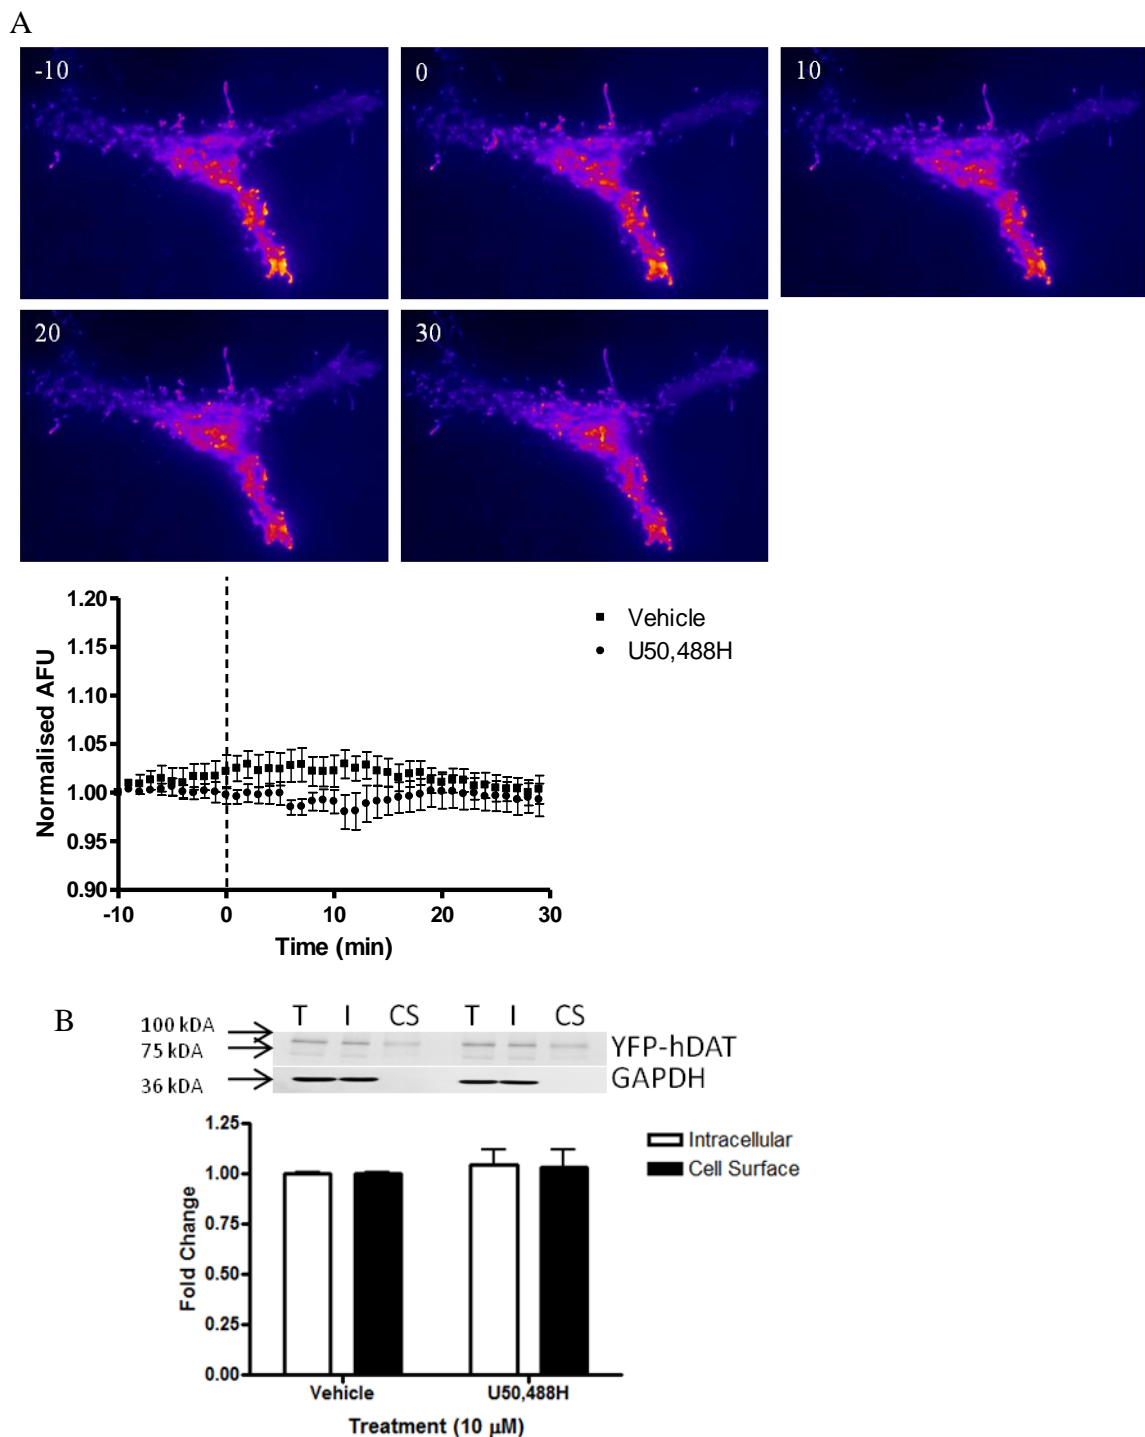 A
-10
0
10
20
30
1.20
1.15
1.10
1.05
1.00
0.95
0.90
Normalised AFU
-10 0 10 20 30
Time (min)
Vehicle
U50,488H
B
T I CS T I CS
100 kDA
75 kDA
36 kDA
YFP-hDAT
GAPDH
1.25
1.00
0.75
0.50
0.25
0.00
Fold Change
Intracellular
Cell Surface
Vehicle U50,488H
Treatment (10 µM)